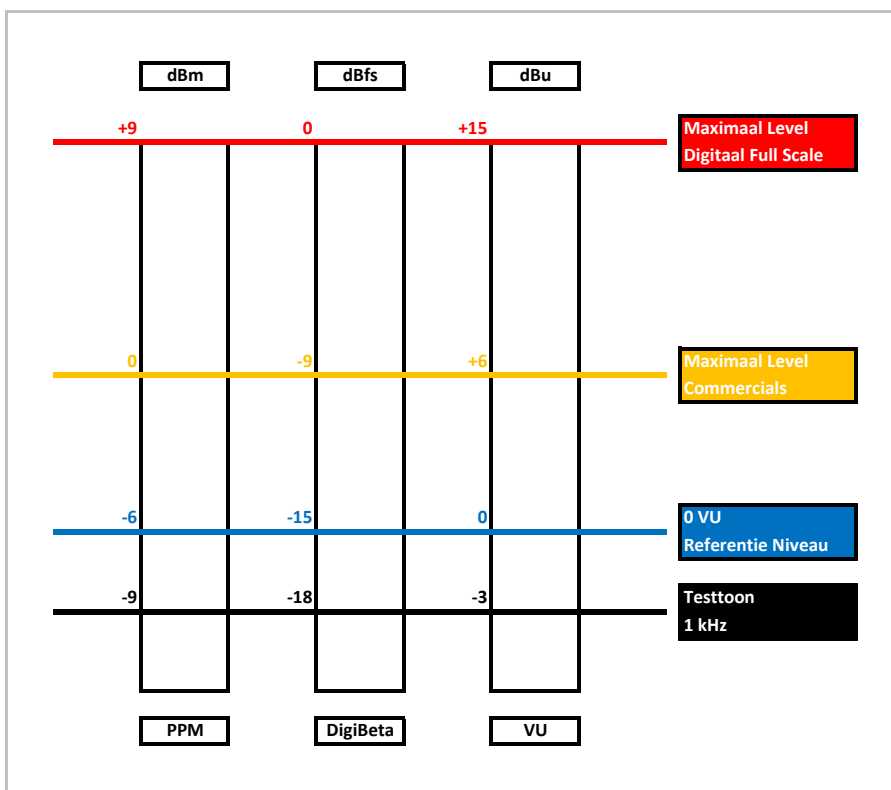 dBm dBfs dBu
+9 0 +15 Maximaal Level
Digitaal Full Scale
0 -9 +6 Maximaal Level
Commercials
-6 -15 0 0 VU
Referentie Niveau
-9 -18 -3 Testtoon
1 kHz
PPM DigiBeta VU